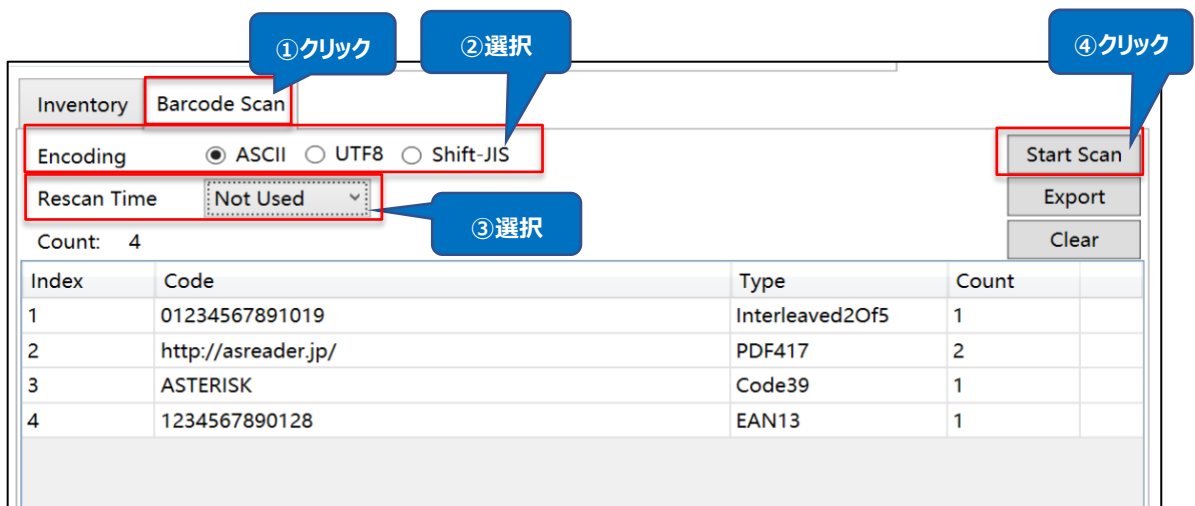 ①クリック ②選択 ④クリック
Inventory Barcode Scan
Encoding ASCII UTF8 Shift-JIS Start Scan
Rescan Time Not Used Export
③選択
Count: 4 Clear
Index Code Type Count
1 01234567891019 Interleaved2Of5 1
2 http://asreader.jp/ PDF417 2
3 ASTERISK Code39 1
4 1234567890128 EAN13 1